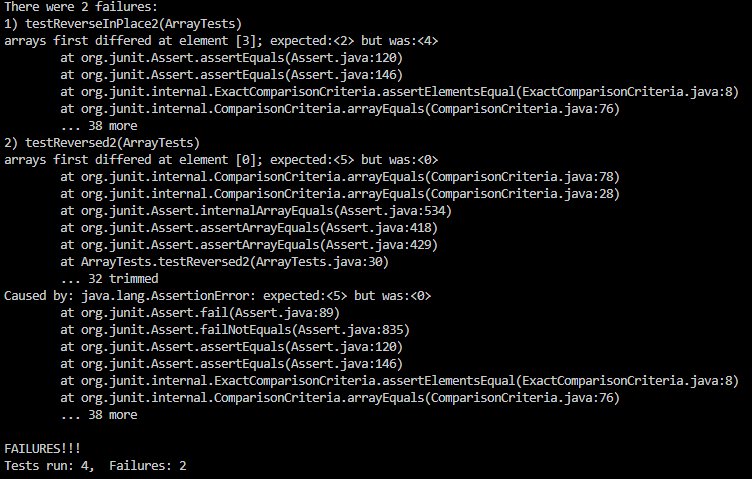 There were 2 failures:
1) testReverseInPlace2(ArrayTests)
arrays first differed at element [3]; expected:<2> but was:<4>
        at org.junit.Assert.assertEquals(Assert.java:120)
        at org.junit.Assert.assertEquals(Assert.java:146)
        at org.junit.internal.ExactComparisonCriteria.assertElementsEqual(ExactComparisonCriteria.java:8)
        at org.junit.internal.ComparisonCriteria.arrayEquals(ComparisonCriteria.java:76)
        ... 38 more
2) testReversed2(ArrayTests)
arrays first differed at element [0]; expected:<5> but was:<0>
        at org.junit.internal.ComparisonCriteria.arrayEquals(ComparisonCriteria.java:78)
        at org.junit.internal.ComparisonCriteria.arrayEquals(ComparisonCriteria.java:28)
        at org.junit.Assert.internalArrayEquals(Assert.java:534)
        at org.junit.Assert.assertArrayEquals(Assert.java:418)
        at org.junit.Assert.assertArrayEquals(Assert.java:429)
        at ArrayTests.testReversed2(ArrayTests.java:30)
        ... 32 trimmed
Caused by: java.lang.AssertionError: expected:<5> but was:<0>
        at org.junit.Assert.fail(Assert.java:89)
        at org.junit.Assert.failNotEquals(Assert.java:835)
        at org.junit.Assert.assertEquals(Assert.java:120)
        at org.junit.Assert.assertEquals(Assert.java:146)
        at org.junit.internal.ExactComparisonCriteria.assertElementsEqual(ExactComparisonCriteria.java:8)
        at org.junit.internal.ComparisonCriteria.arrayEquals(ComparisonCriteria.java:76)
        ... 38 more

FAILURES!!!
Tests run: 4,  Failures: 2